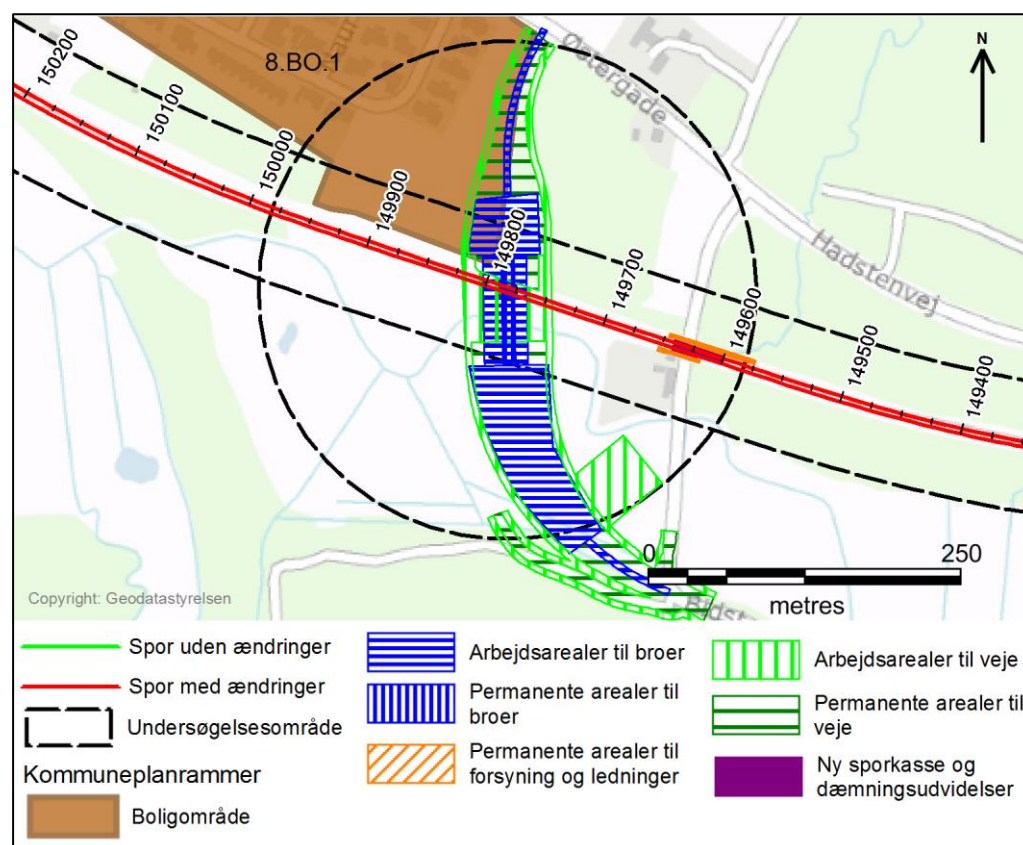 8.BO.1
Østergade
N
150200
150100
150000
149900
149800
149700
149600
149500
149400
Hadstenvej
0
250
metres
Copyright: Geodatastyrelsen
Spor uden ændringer
Spor med ændringer
Undersøgelsesområde
Kommuneplanrammer
Boligområde
Arbejdsarealer til broer
Permanente arealer til
broer
Permanente arealer til
forsyning og ledninger
Arbejdsarealer til veje
Permanente arealer til
veje
Ny sporkasse og
dæmningsudvidelser